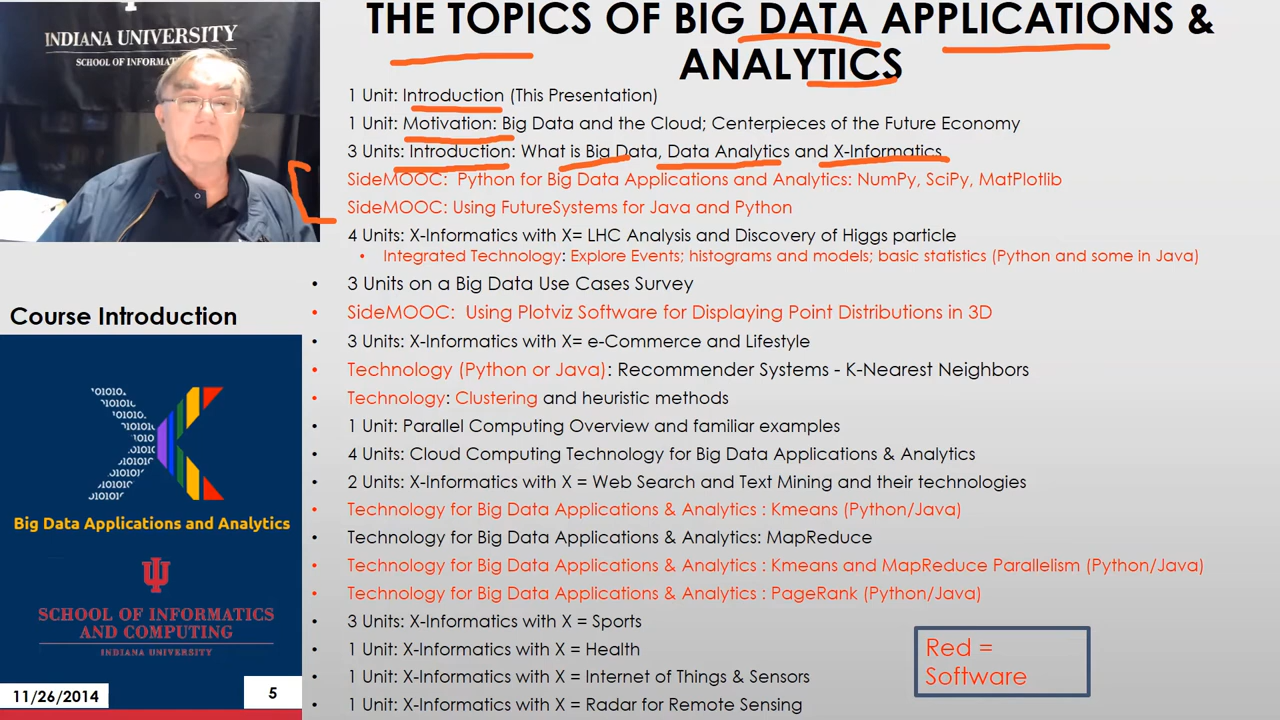 INDIANA UNIVERSITY
SCHOOL OF INFORMAT
THE TOPICS OF BIG DATA APPLICATIONS &
ANALYTICS
1 Unit: Introduction (This Presentation)
1 Unit: Motivation: Big Data and the Cloud; Centerpieces of the Future Economy
3 Units: Introduction: What is Big Data, Data Analytics and X-Informatics
SideMOOC: Python for Big Data Applications and Analytics: NumPy, SciPy, MatPlotlib
SideMOOC: Using FutureSystems for Java and Python
4 Units: X-Informatics with X= LHC Analysis and Discovery of Higgs particle
• Integrated Technology: Explore Events; histograms and models; basic statistics (Python and some in Java)
• 3 Units on a Big Data Use Cases Survey
• SideMOOC: Using Plotviz Software for Displaying Point Distributions in 3D
• 3 Units: X-Informatics with X= e-Commerce and Lifestyle
• Technology (Python or Java): Recommender Systems - K-Nearest Neighbors
• Technology: Clustering and heuristic methods
• 1 Unit: Parallel Computing Overview and familiar examples
• 4 Units: Cloud Computing Technology for Big Data Applications & Analytics
• 2 Units: X-Informatics with X = Web Search and Text Mining and their technologies
• Technology for Big Data Applications & Analytics : Kmeans (Python/Java)
• Technology for Big Data Applications & Analytics: MapReduce
• Technology for Big Data Applications & Analytics : Kmeans and MapReduce Parallelism (Python/Java)
• Technology for Big Data Applications & Analytics : PageRank (Python/Java)
• 3 Units: X-Informatics with X = Sports
• 1 Unit: X-Informatics with X = Health
• 1 Unit: X-Informatics with X = Internet of Things & Sensors
• 1 Unit: X-Informatics with X = Radar for Remote Sensing
Red =
Software
Course Introduction
Big Data Applications and Analytics
SCHOOL OF INFORMATICS
AND COMPUTING
INDIANA UNIVERSITY
11/26/2014
5